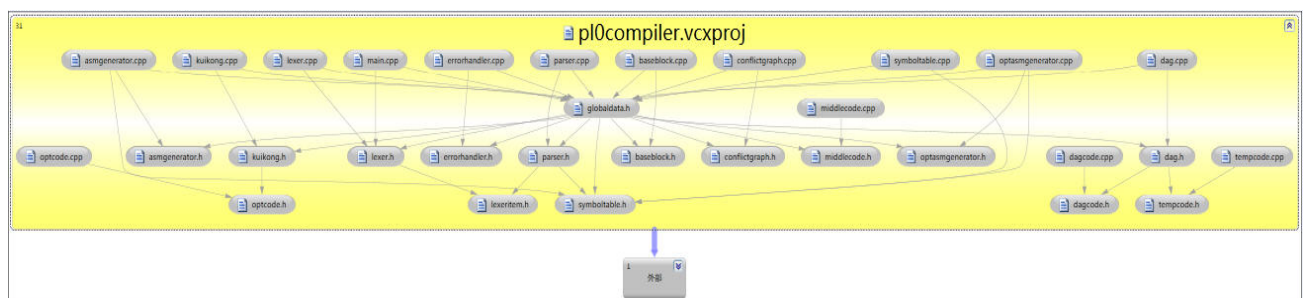 31
pl0compiler.vcxproj
asmgenerator.cpp
kuikong.cpp
lexer.cpp
main.cpp
errorhandler.cpp
parser.cpp
baseblock.cpp
conflictgraph.cpp
symboltable.cpp
optasmgenerator.cpp
dag.cpp
globaldata.h
middlecode.cpp
optcode.cpp
asmgenerator.h
kuikong.h
lexer.h
errorhandler.h
parser.h
baseblock.h
conflictgraph.h
middlecode.h
optasmgenerator.h
dagcode.cpp
dag.h
tempcode.cpp
optcode.h
lexeritem.h
symboltable.h
dagcode.h
tempcode.h
1
外部